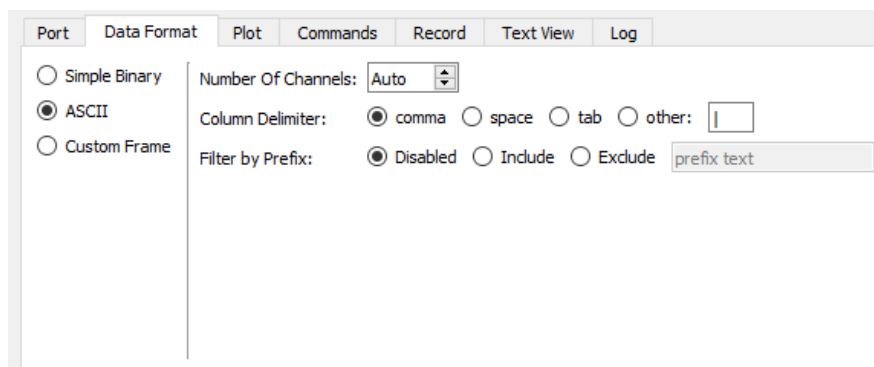 Port Data Format Plot Commands Record Text View Log
Simple Binary
ASCII
Custom Frame
Number Of Channels: Auto
Column Delimiter: comma space tab other: |
Filter by Prefix: Disabled Include Exclude prefix text